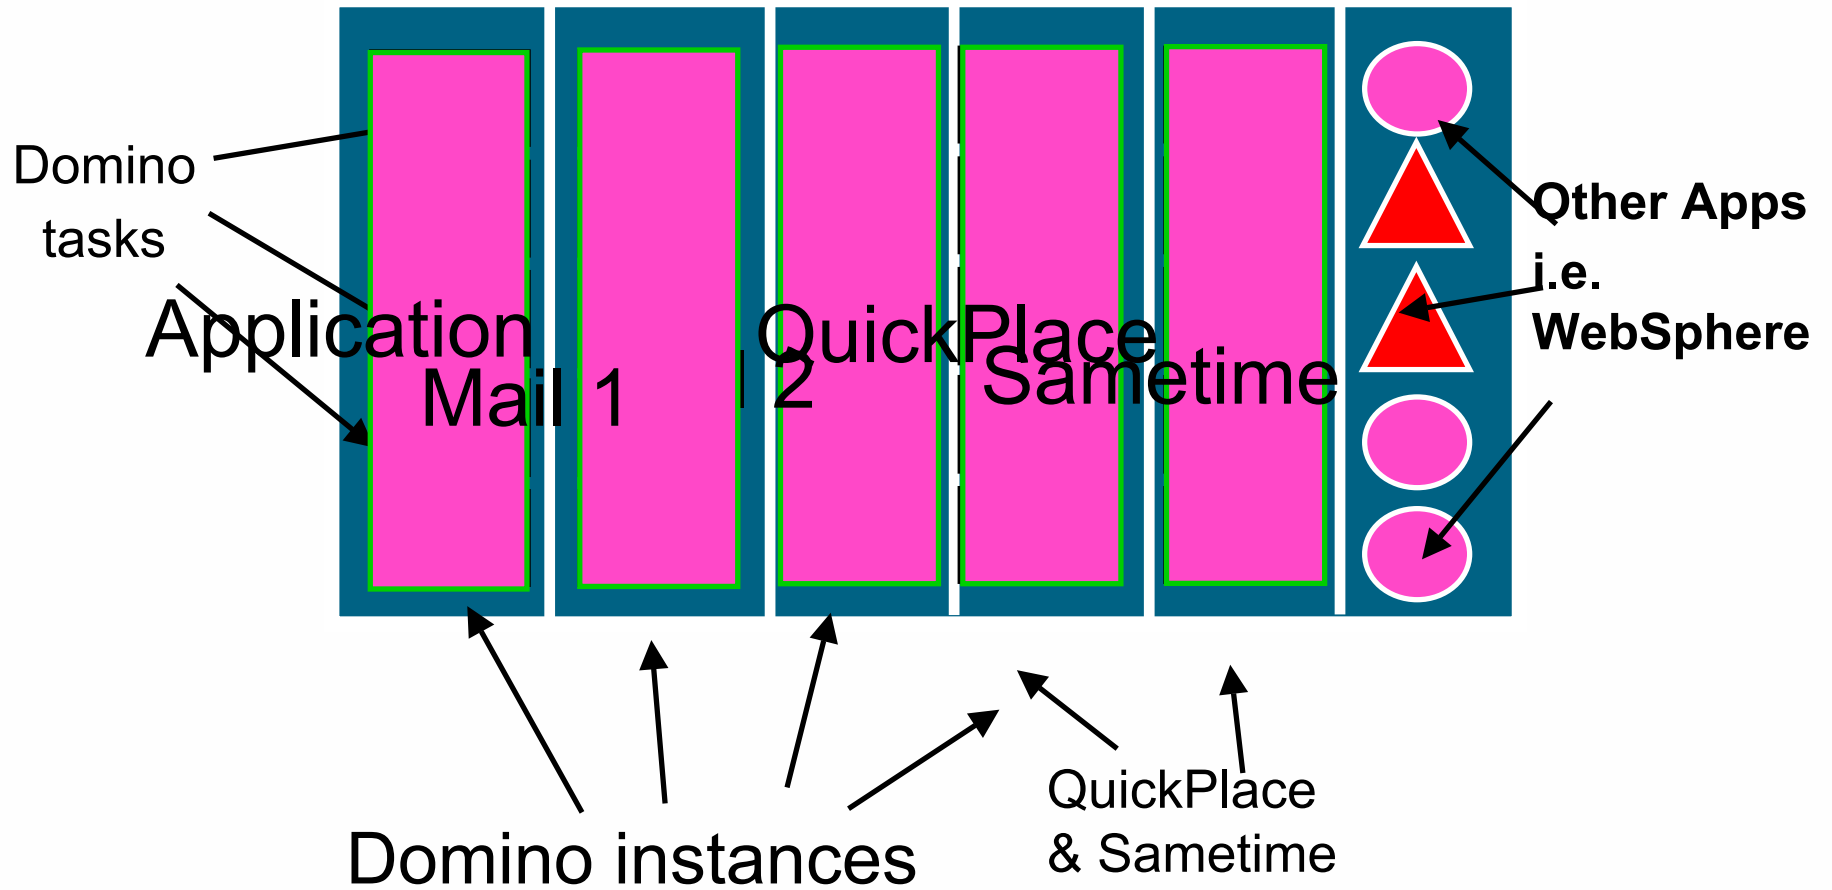 Domino
tasks
Other Apps
i.e.
WebSphere
Application
Mail 1
2
QuickPlace
Sametime
QuickPlace
& Sametime
Domino instances